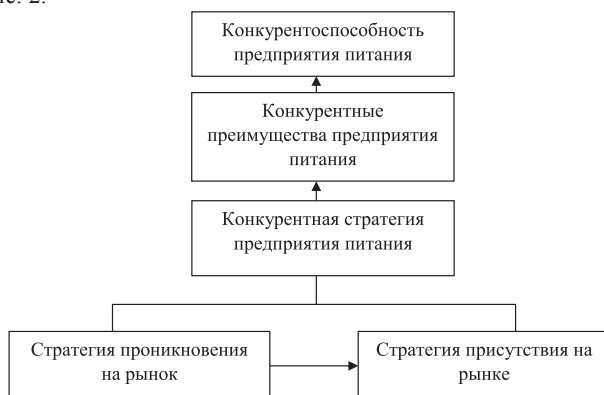 с. 2.
Конкурентоспособность
предприятия питания
Конкурентные
преимущества предприятия
питания
Конкурентная стратегия
предприятия питания
Стратегия проникновения
на рынок
Стратегия присутствия на
рынке